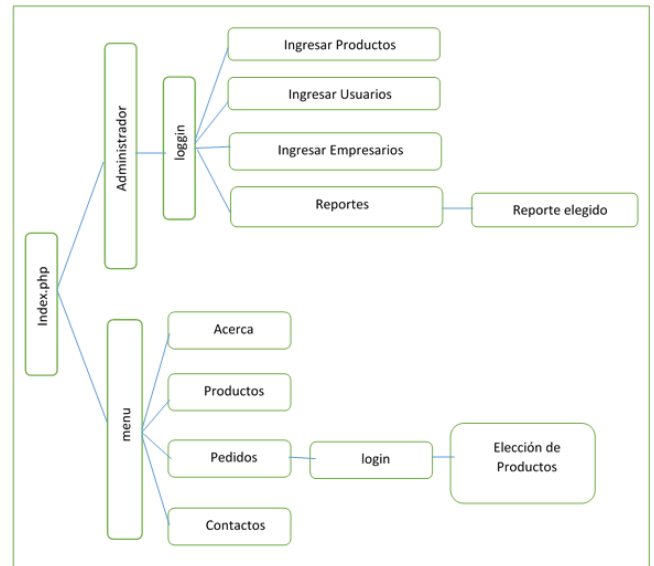 Index.php
Administrador
loggin
Ingresar Productos
Ingresar Usuarios
Ingresar Empresarios
Reportes
Reporte elegido
menu
Acerca
Productos
Pedidos
login
Elección de
Productos
Contactos